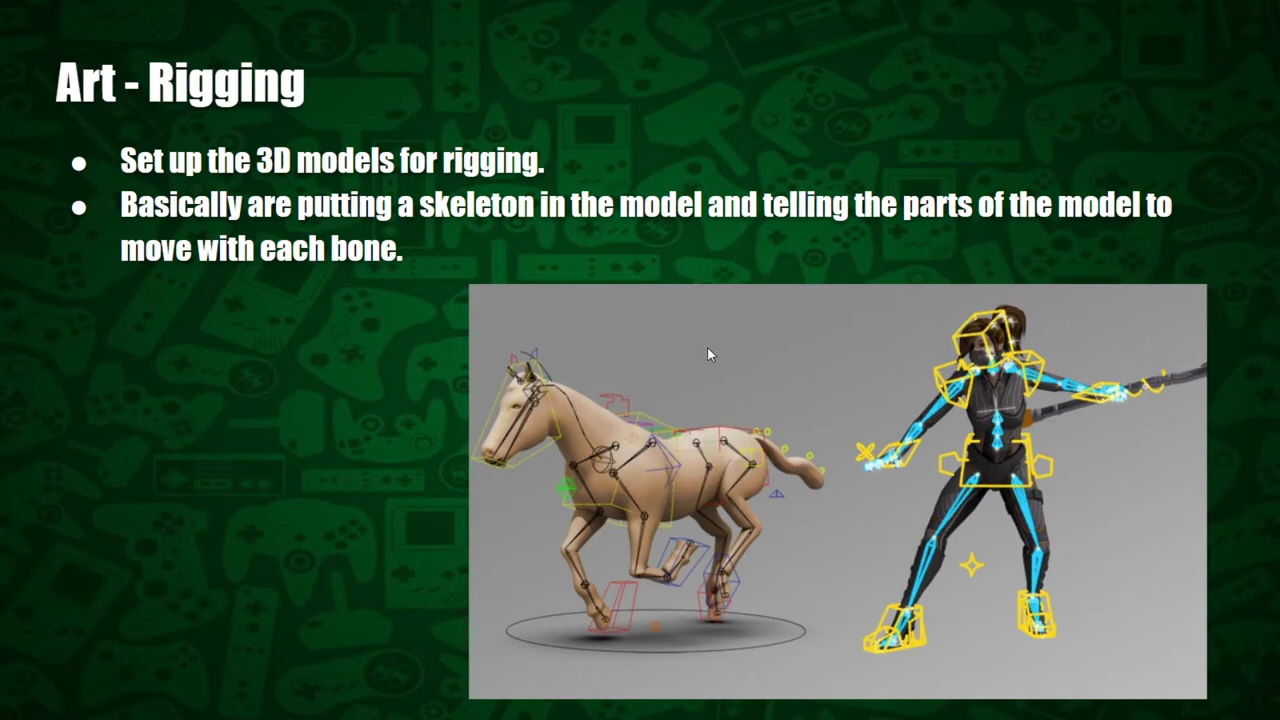 Art - Rigging
● Set up the 3D models for rigging.
● Basically are putting a skeleton in the model and telling the parts of the model to
move with each bone.